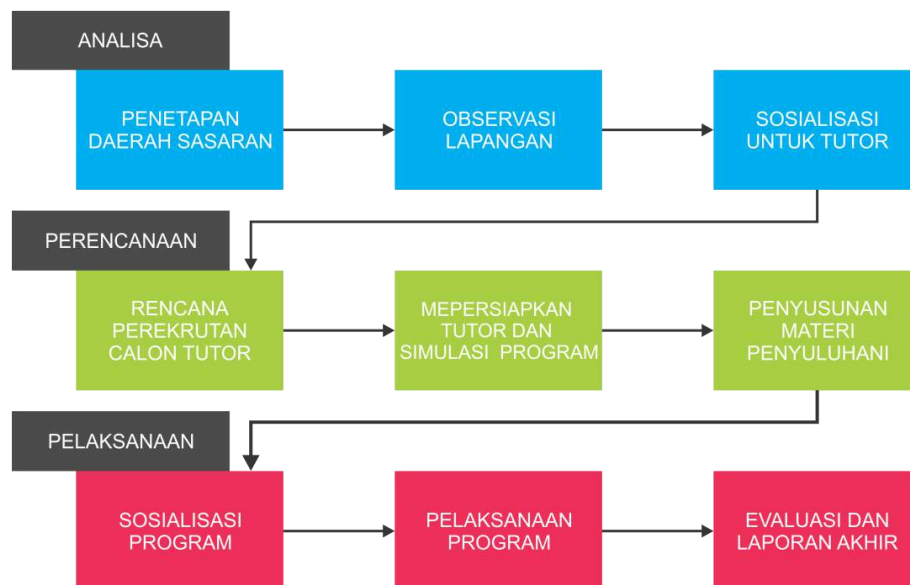 ANALISA
PENETAPAN
DAERAH SASARAN
OBSERVASI
LAPANGAN
SOSIALISASI
UNTUK TUTOR
PERENCANAAN
RENCANA
PEREKRUTAN
CALON TUTOR
MEPERSIAPKAN
TUTOR DAN
SIMULASI PROGRAM
PENYUSUNAN
MATERI
PENYULUHANI
PELAKSANAAN
SOSIALISASI
PROGRAM
PELAKSANAAN
PROGRAM
EVALUASI DAN
LAPORAN AKHIR